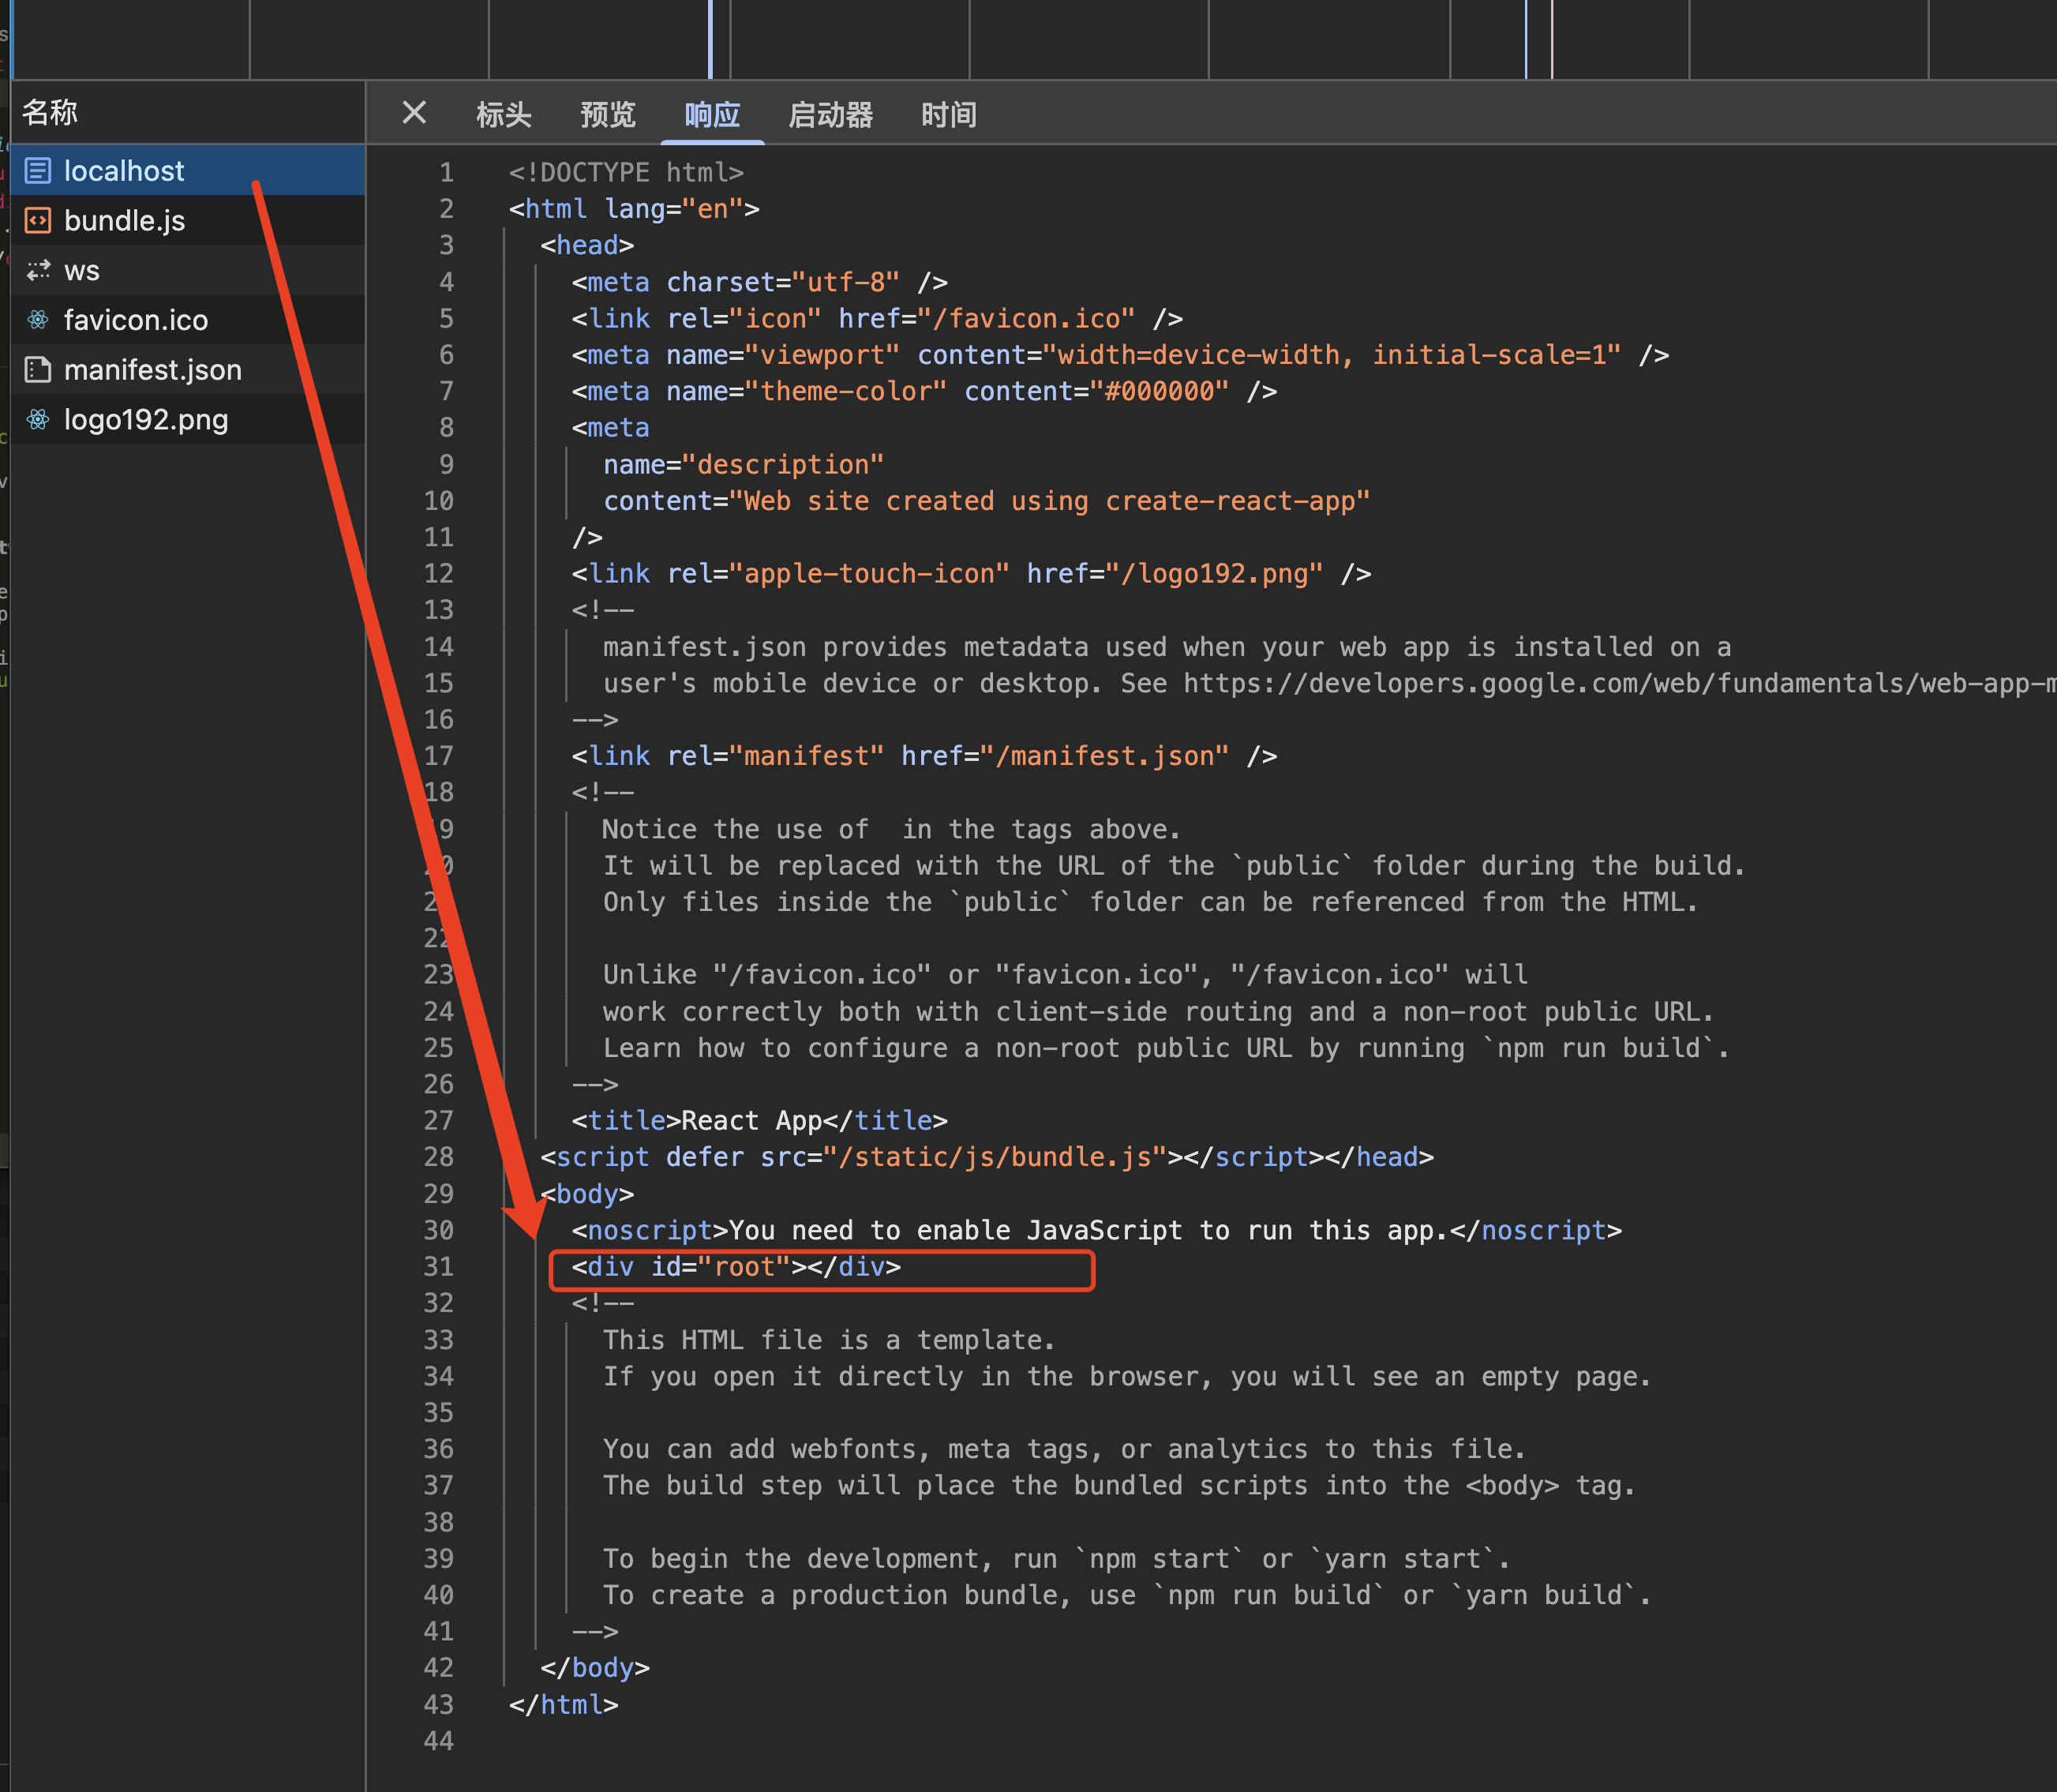 名称
localhost
bundle.js
ws
favicon.ico
manifest.json
logo192.png
标头 预览 响应 启动器 时间
1 <!DOCTYPE html>
2 <html lang="en">
3 <head>
4 <meta charset="utf-8" />
5 <link rel="icon" href="/favicon.ico" />
6 <meta name="viewport" content="width=device-width, initial-scale=1" />
7 <meta name="theme-color" content="#000000" />
8 <meta
9 name="description"
10 content="Web site created using create-react-app"
11 />
12 <link rel="apple-touch-icon" href="/logo192.png" />
13 <!--
14 manifest.json provides metadata used when your web app is installed on a
15 user's mobile device or desktop. See https://developers.google.com/web/fundamentals/web-app-m
16 -->
17 <link rel="manifest" href="/manifest.json" />
18 <!--
9 Notice the use of  in the tags above.
0 It will be replaced with the URL of the `public` folder during the build.
2 Only files inside the `public` folder can be referenced from the HTML.
22
23 Unlike "/favicon.ico" or "favicon.ico", "/favicon.ico" will
24 work correctly both with client-side routing and a non-root public URL.
25 Learn how to configure a non-root public URL by running `npm run build`.
26 -->
27 <title>React App</title>
28 <script defer src="/static/js/bundle.js"></script></head>
29 <body>
30 <noscript>You need to enable JavaScript to run this app.</noscript>
31 <div id="root"></div>
32 <!--
33 This HTML file is a template.
34 If you open it directly in the browser, you will see an empty page.
35
36 You can add webfonts, meta tags, or analytics to this file.
37 The build step will place the bundled scripts into the <body> tag.
38
39 To begin the development, run `npm start` or `yarn start`.
40 To create a production bundle, use `npm run build` or `yarn build`.
41 -->
42 </body>
43 </html>
44